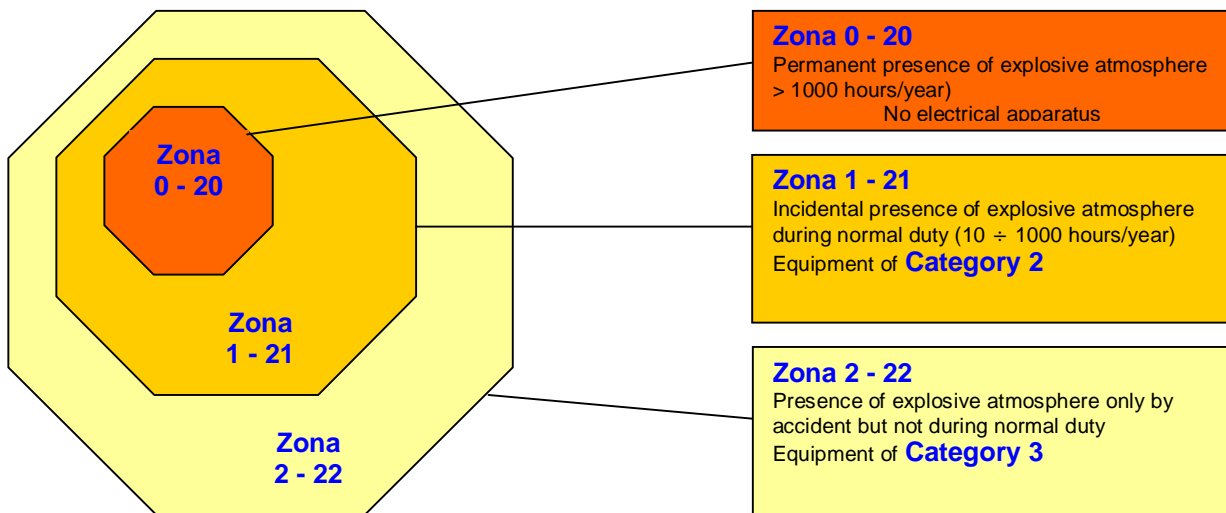 Zona
0 - 20
Zona
1 - 21
Zona
2 - 22
Zona 0 - 20
Permanent presence of explosive atmosphere
> 1000 hours/year)
No electrical apparatus
Zona 1 - 21
Incidental presence of explosive atmosphere
during normal duty (10 ÷ 1000 hours/year)
Equipment of Category 2
Zona 2 - 22
Presence of explosive atmosphere only by
accident but not during normal duty
Equipment of Category 3